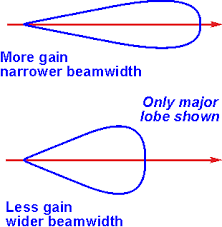 More gain
narrower beamwidth
Only major
lobe shown
Less gain
wider beamwidth